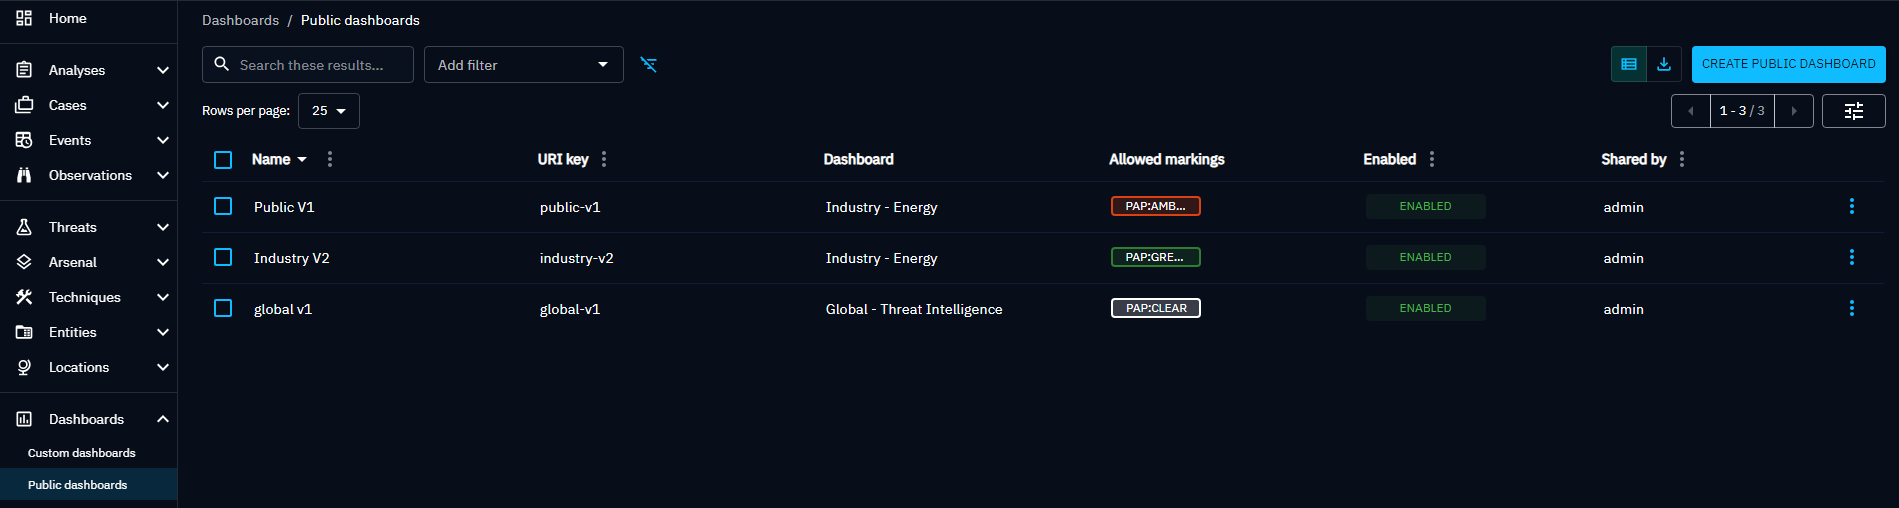 Home
Analyses
Cases
Events
Observations
Threats
Arsenal
Techniques
Entities
Locations
Dashboards
Custom dashboards
Public dashboards
Dashboards / Public dashboards
Search these results...
Add filter
CREATE PUBLIC DASHBOARD
Rows per page: 25
1 - 3 / 3
Name URI key Dashboard Allowed markings Enabled Shared by
Public V1 public-v1 Industry - Energy PAP:AMB... ENABLED admin
Industry V2 industry-v2 Industry - Energy PAP:GRE... ENABLED admin
global v1 global-v1 Global - Threat Intelligence PAP:CLEAR ENABLED admin